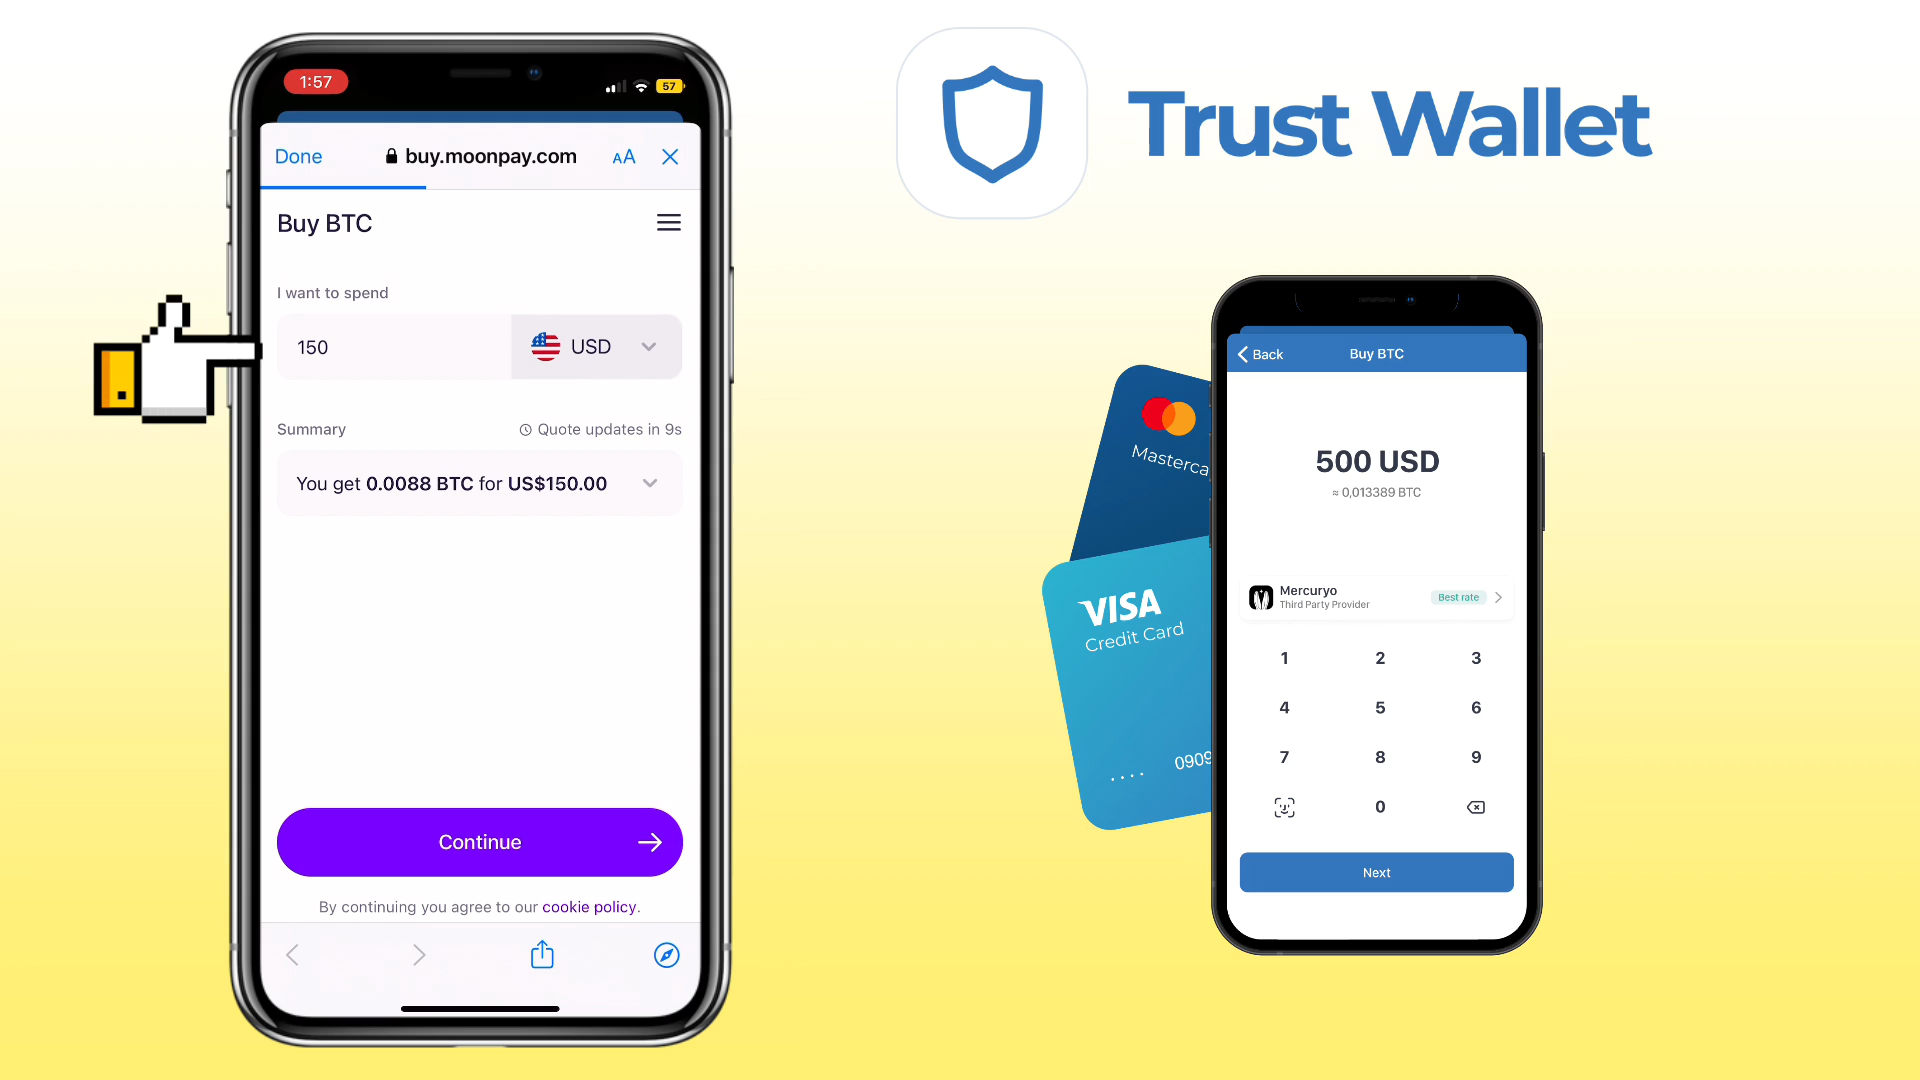 1:57
57
Done
buy.moonpay.com
AA
Buy BTC
I want to spend
150
USD
Summary
Quote updates in 9s
You get 0.0088 BTC for US$150.00
Continue
By continuing you agree to our cookie policy.
Trust Wallet
Masterca
VISA
Credit Card
.... 0909
Back
Buy BTC
500 USD
≈ 0,013389 BTC
Mercuryo
Third Party Provider
Best rate
1 2 3
4 5 6
7 8 9
0
Next